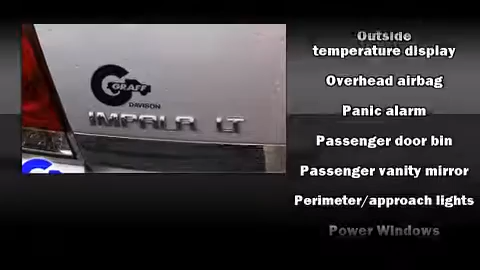 GRAFF
DAVISON
IMPALA LT
Outside
temperature display
Overhead airbag
Panic alarm
Passenger door bin
Passenger vanity mirror
Perimeter/approach lights
Power Windows